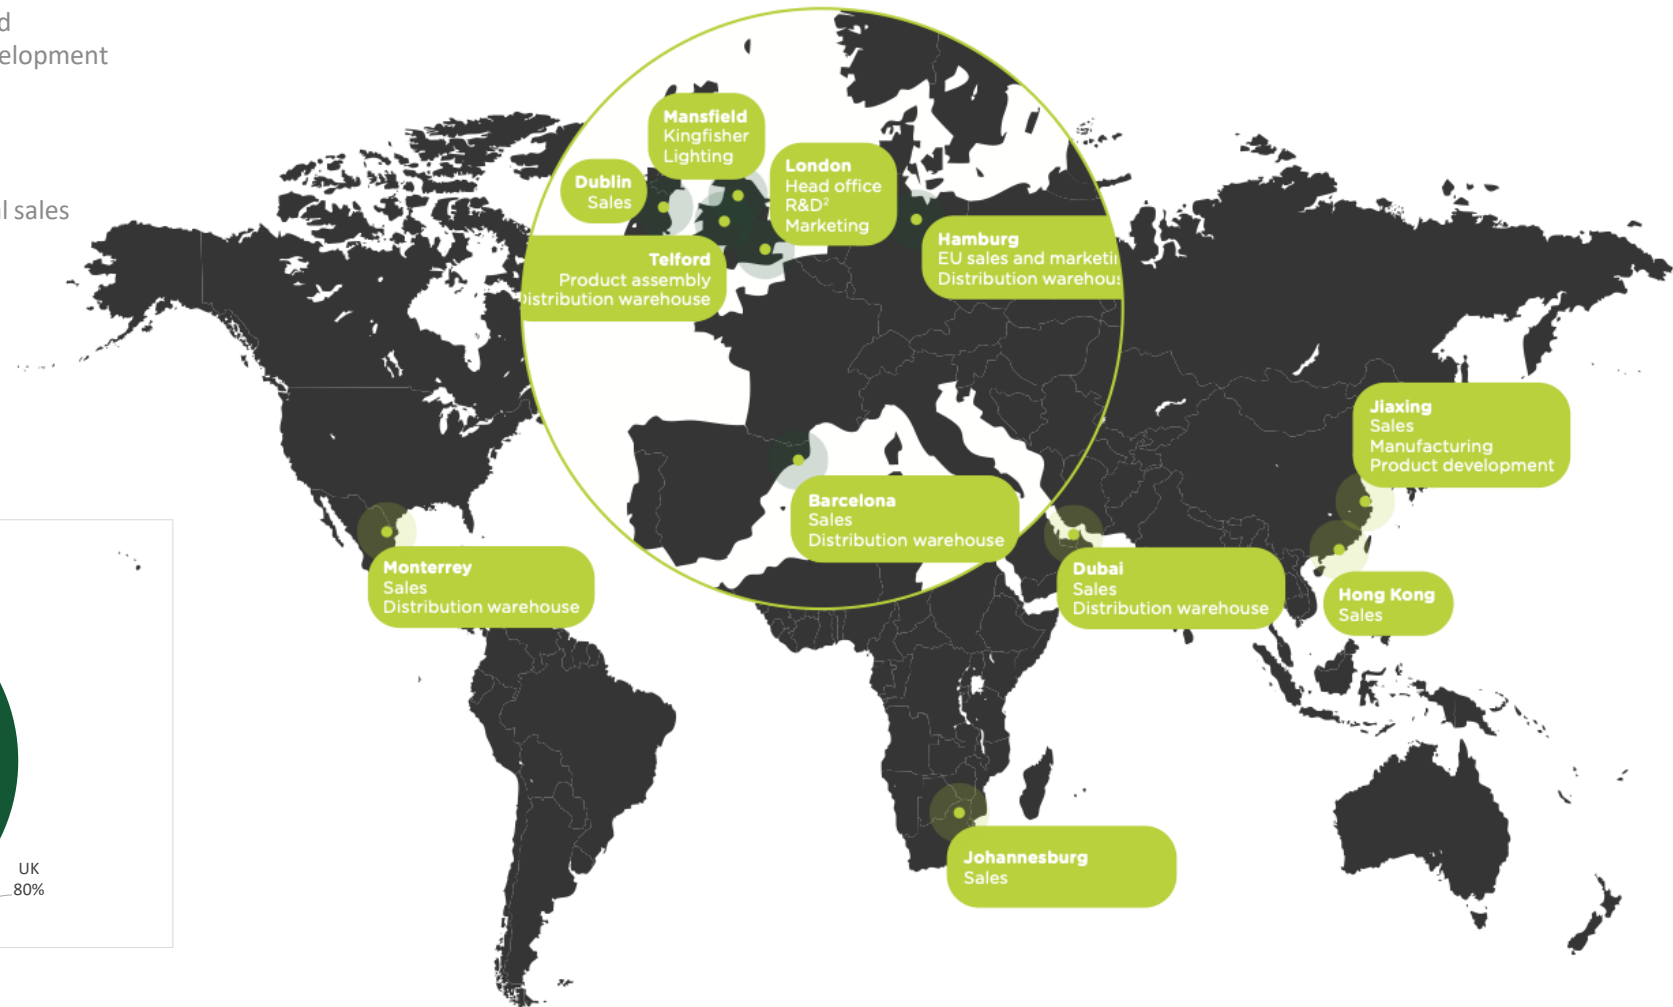 d
elopment
l sales
Mansfield
Kingfisher
Lighting
Dublin
Sales
London
Head office
R&D²
Marketing
Telford
Product assembly
Distribution warehouse
Hamburg
EU sales and marketin
Distribution warehous
Barcelona
Sales
Distribution warehouse
Monterrey
Sales
Distribution warehouse
Dubai
Sales
Distribution warehouse
Jiaxing
Sales
Manufacturing
Product development
Hong Kong
Sales
Johannesburg
Sales
UK
80%